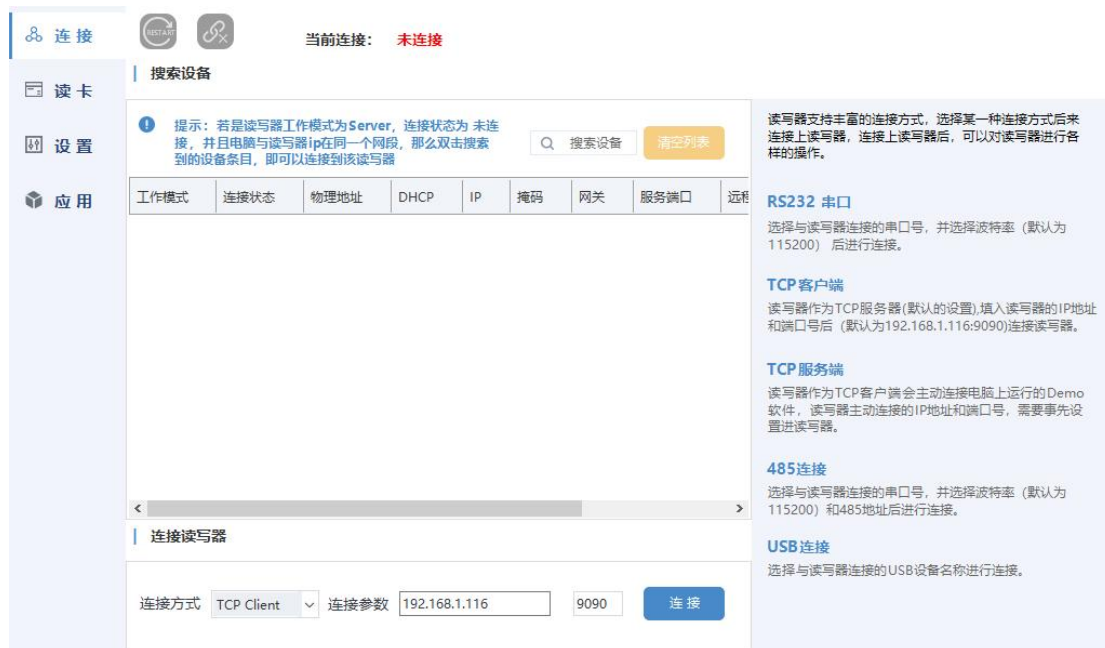 连接
RESTART
当前连接: 未连接
读卡
设置
应用
搜索设备
提示：若是读写器工作模式为Server，连接状态为 未连
接，并且电脑与读写器ip在同一个网段，那么双击搜索
到的设备条目，即可以连接到该读写器
搜索设备
清空列表
工作模式 连接状态 物理地址 DHCP IP 掩码 网关 服务端口 远程
连接读写器
连接方式 TCP Client 连接参数 192.168.1.116 9090 连接
读写器支持丰富的连接方式，选择某一种连接方式后来
连接上读写器，连接上读写器后，可以对读写器进行各
样的操作。
RS232 串口
选择与读写器连接的串口号，并选择波特率（默认为
115200） 后进行连接。
TCP客户端
读写器作为TCP服务器(默认的设置),填入读写器的IP地址
和端口号后（默认为192.168.1.116:9090)连接读写器。
TCP服务端
读写器作为TCP客户端会主动连接电脑上运行的Demo
软件，读写器主动连接的IP地址和端口号，需要事先设
置进读写器。
485连接
选择与读写器连接的串口号，并选择波特率（默认为
115200）和485地址后进行连接。
USB连接
选择与读写器连接的USB设备名称进行连接。